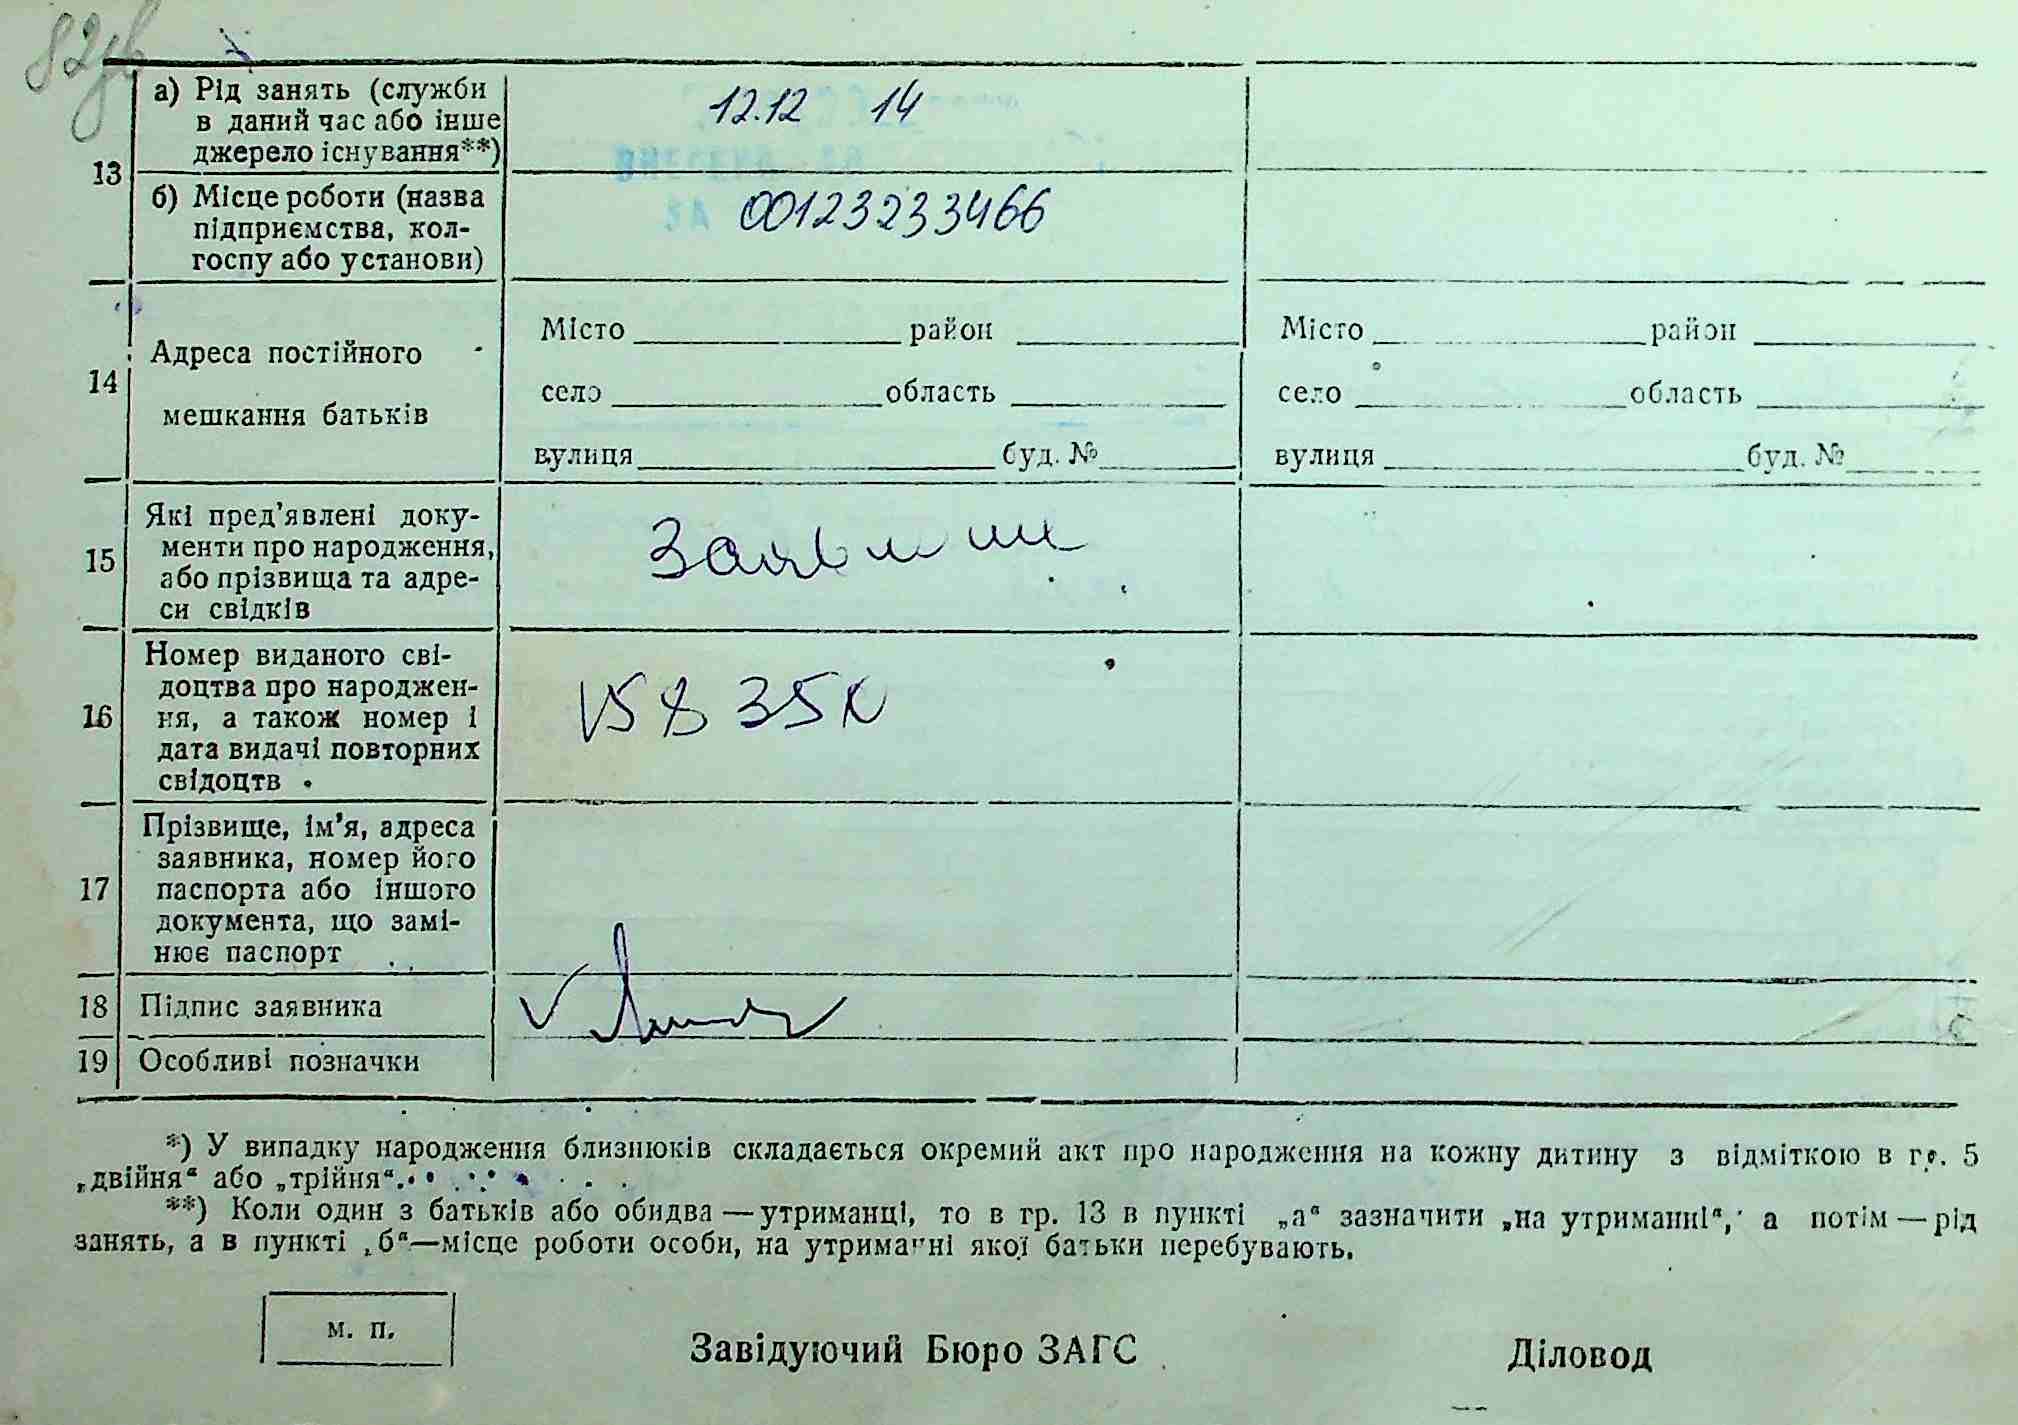 13
а) Рід занять (служби
в даний час або інше
джерело існування**)
12.12 14
б) Місце роботи (назва
підприємства, кол-
госпу або установи)
00123233466
14
Адреса постійного
мешкання батьків
Місто район
село область
вулиця буд. №
Місто район
село область
вулиця буд. №
15
Які пред’явлені доку-
менти про народження,
або прізвища та адре-
си свідків
16
Номер виданого сві-
доцтва про народжен-
ня, а також номер і
дата видачі повторних
свідоцтв
17
Прізвище, ім’я, адреса
заявника, номер його
паспорта або іншого
документа, що замі-
нює паспорт
18 Підпис заявника
19 Особливі позначки
*) У випадку народження близнюків складається окремий акт про народження на кожну дитину з відміткою в гр. 5
„двійня“ або „трійня“.
**) Коли один з батьків або обидва — утриманці, то в гр. 13 в пункті „а“ зазначити „на утриманні“, а потім — рід
занять, а в пункті „б“ — місце роботи особи, на утриманні якої батьки перебувають.
м. п.
Завідуючий Бюро ЗАГС
Діловод